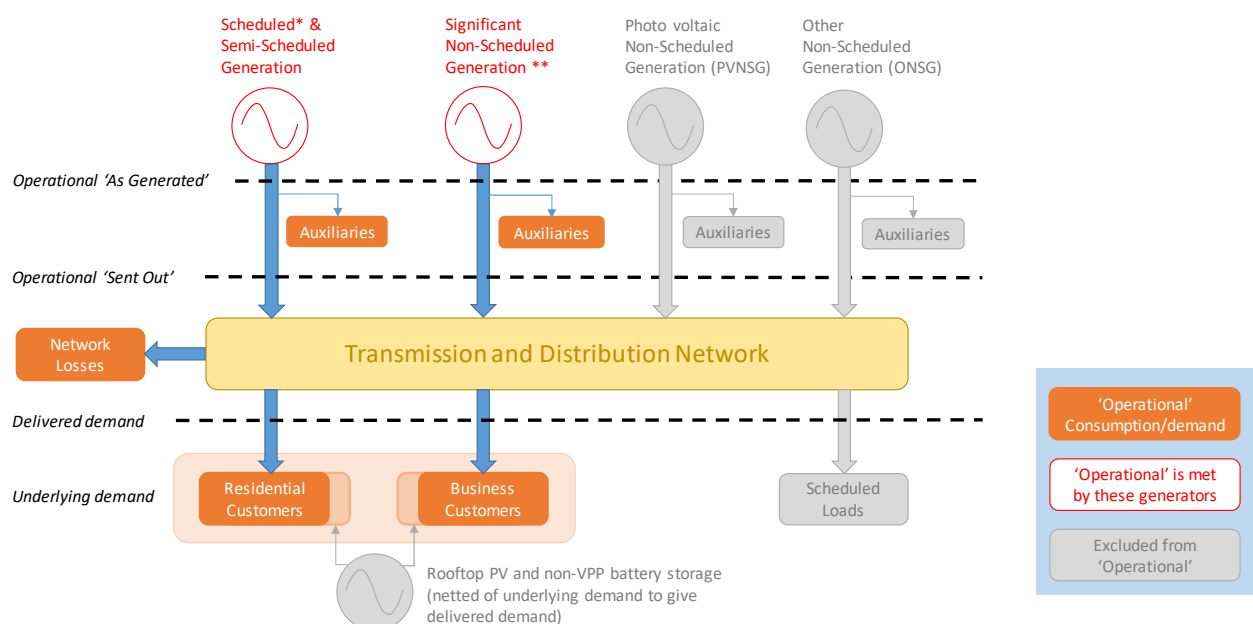 Scheduled* &
Semi-Scheduled
Generation
Significant
Non-Scheduled
Generation **
Photo voltaic
Non-Scheduled
Generation (PVNSG)
Other
Non-Scheduled
Generation (ONSG)
Operational ‘As Generated’
Auxiliaries
Auxiliaries
Auxiliaries
Auxiliaries
Operational ‘Sent Out’
Network
Losses
Transmission and Distribution Network
Delivered demand
Underlying demand
Residential
Customers
Business
Customers
Scheduled
Loads
Rooftop PV and non-VPP battery storage
(netted of underlying demand to give
delivered demand)
‘Operational’
Consumption/demand
‘Operational’ is met
by these generators
Excluded from
‘Operational’